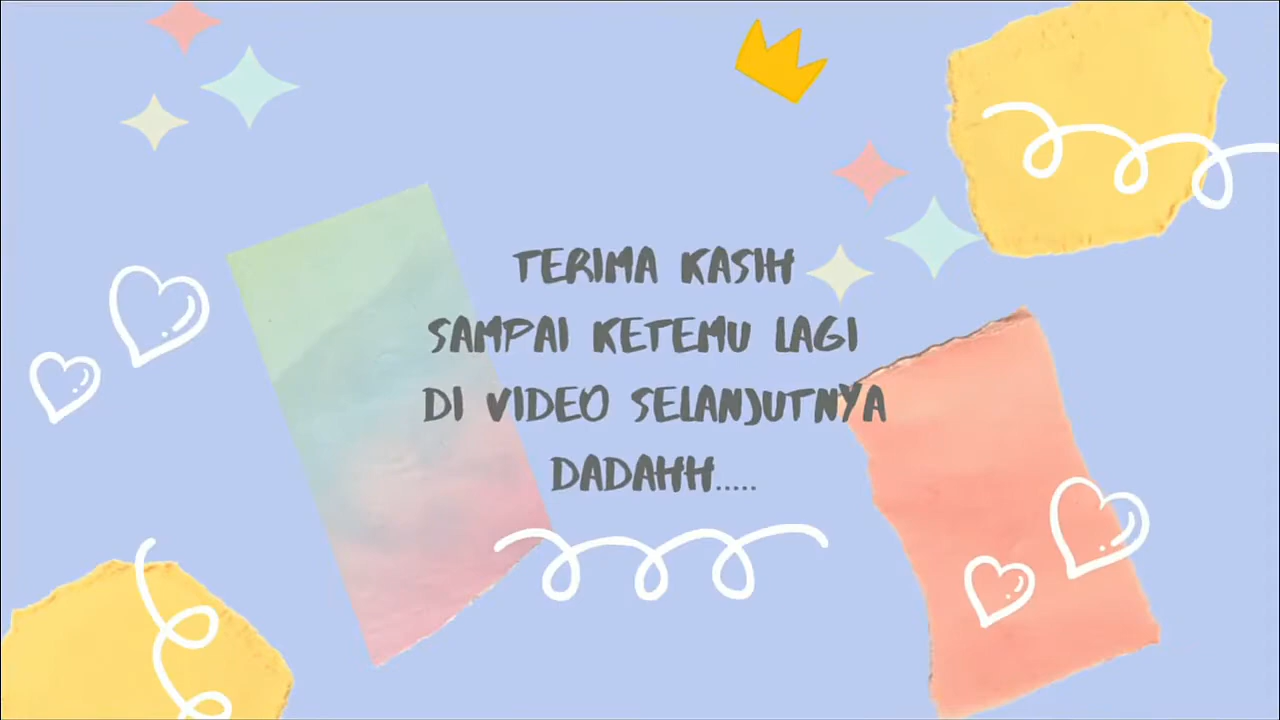 TERIMA KASIH
SAMPAI KETEMU LAGI
DI VIDEO SELANJUTNYA
DADAHH.....